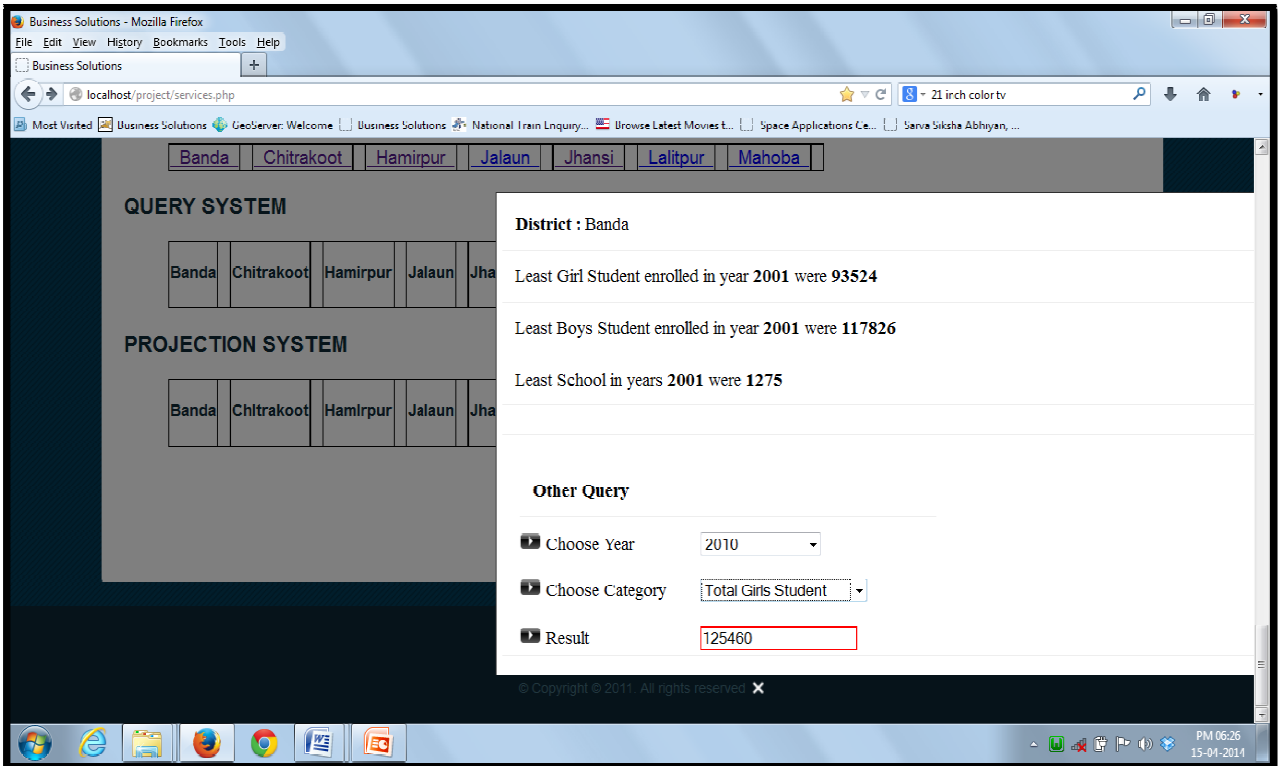 Business Solutions - Mozilla Firefox
File Edit View History Bookmarks Tools Help
Business Solutions +
localhost/project/services.php
8 21 inch color tv
Most Visited Business Solutions GeoServer: Welcome Business Solutions National Train Enquiry... Browse Latest Movies t... Space Applications Ce... Sarva Siksha Abhiyan, ...
Banda Chitrakoot Hamirpur Jalaun Jhansi Lalitpur Mahoba
QUERY SYSTEM
Banda Chitrakoot Hamirpur Jalaun Jha
PROJECTION SYSTEM
Banda Chitrakoot Hamirpur Jalaun Jha
District : Banda
Least Girl Student enrolled in year 2001 were 93524
Least Boys Student enrolled in year 2001 were 117826
Least School in years 2001 were 1275
Other Query
Choose Year 2010
Choose Category Total Girls Student
Result 125460
© Copyright © 2011. All rights reserved
PM 06:26
15-04-2014